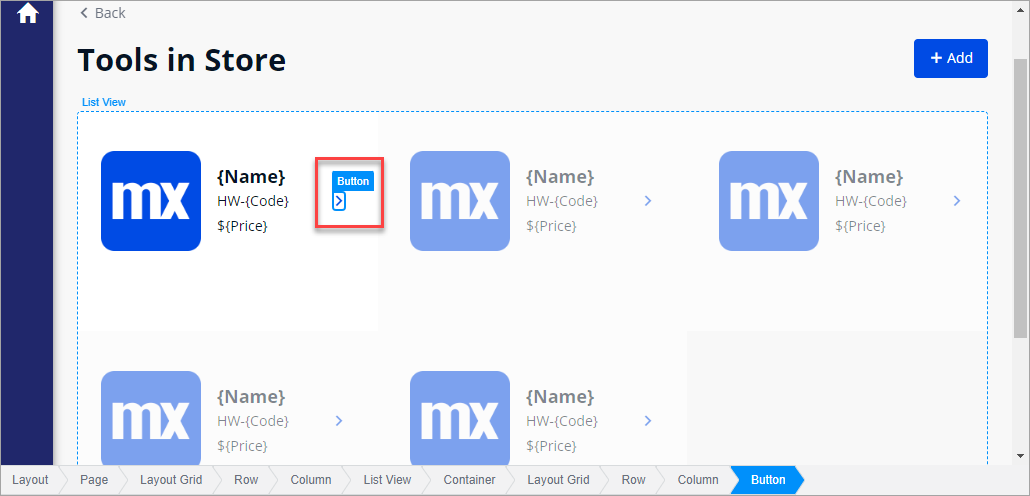 Back
Tools in Store
+ Add
List View
mx {Name} HW-{Code} ${Price}
Button
mx {Name} HW-{Code} ${Price}
mx {Name} HW-{Code} ${Price}
mx {Name} HW-{Code} ${Price}
mx {Name} HW-{Code} ${Price}
Layout Page Layout Grid Row Column List View Container Layout Grid Row Column Button